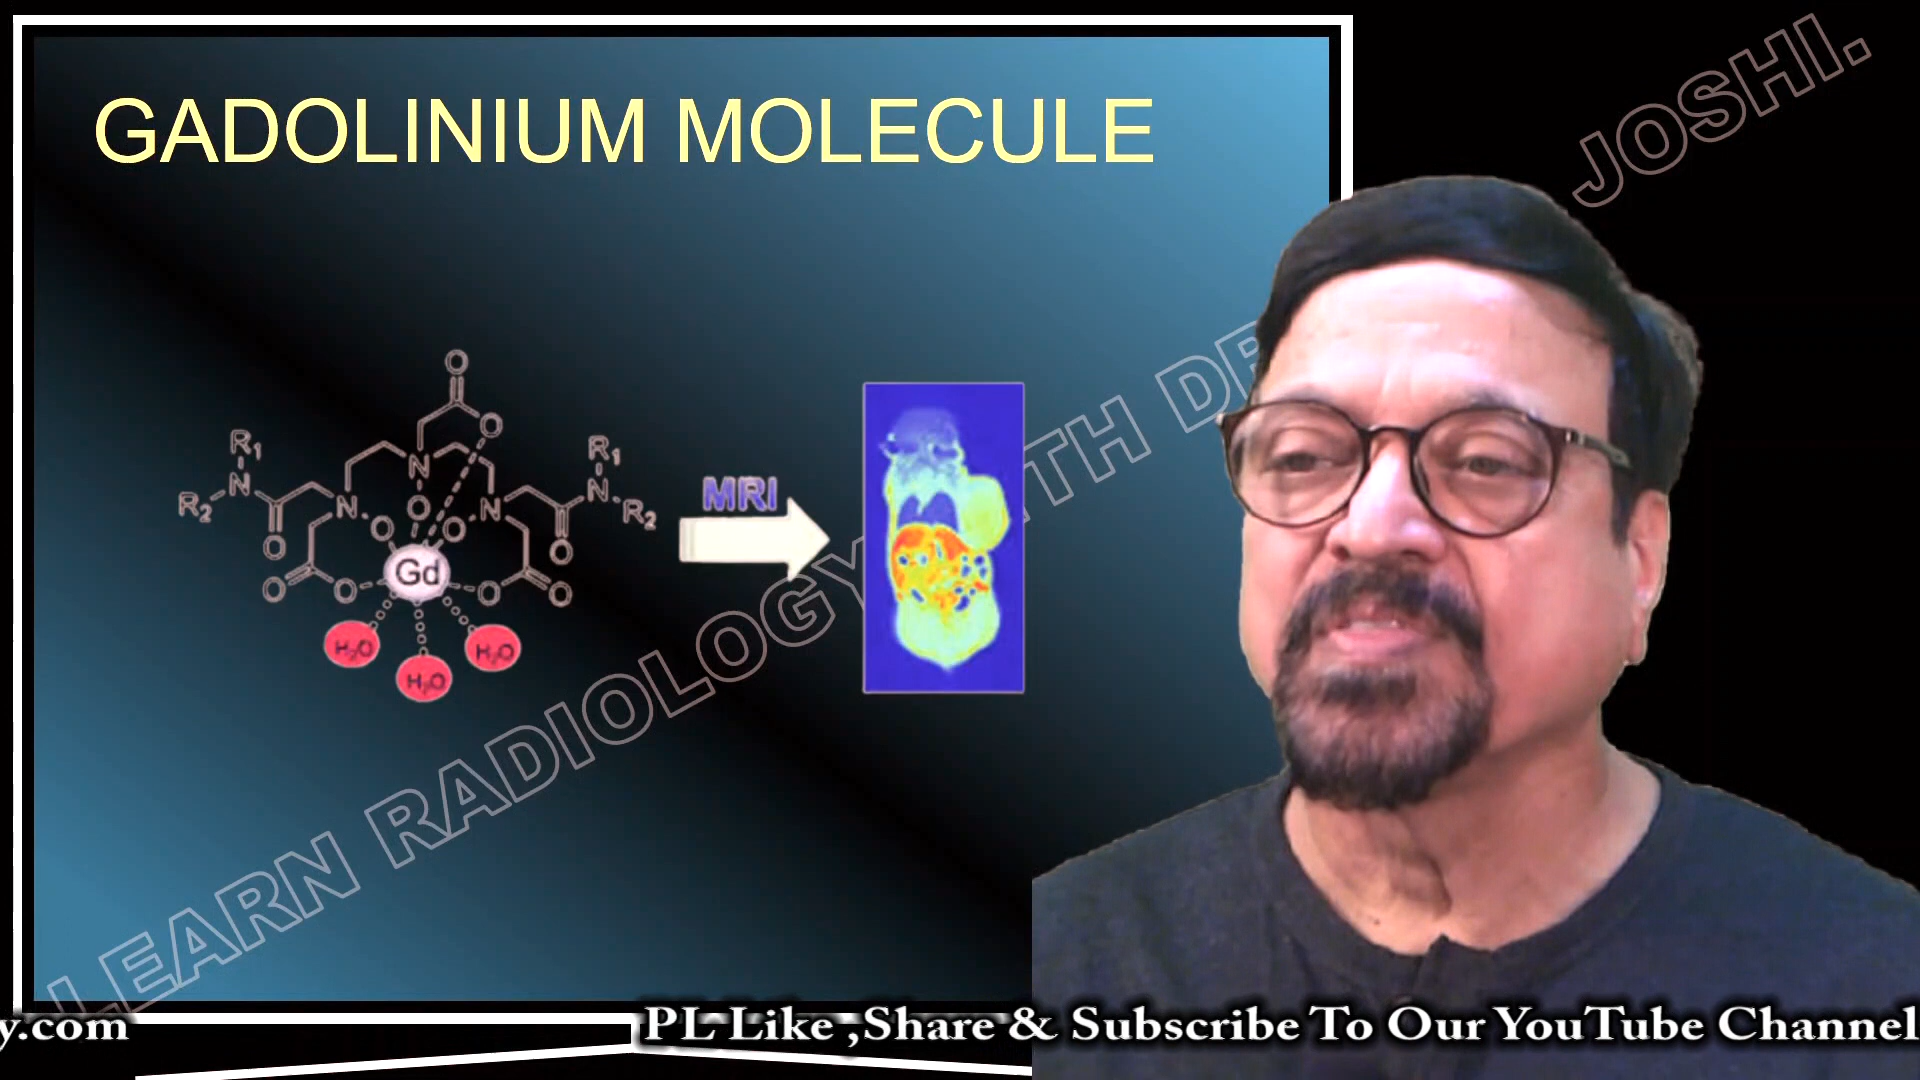 GADOLINIUM MOLECULE
JOSHI.
LEARN RADIOLOGY
TH DR
O
O
R₁
N
R₂
O
N
O
N
O
O
N
O
R₁
N
R₂
O
O
O
Gd
O
O
H₂O
H₂O
H₂O
MRI
y.com
PL Like ,Share & Subscribe To Our YouTube Channel